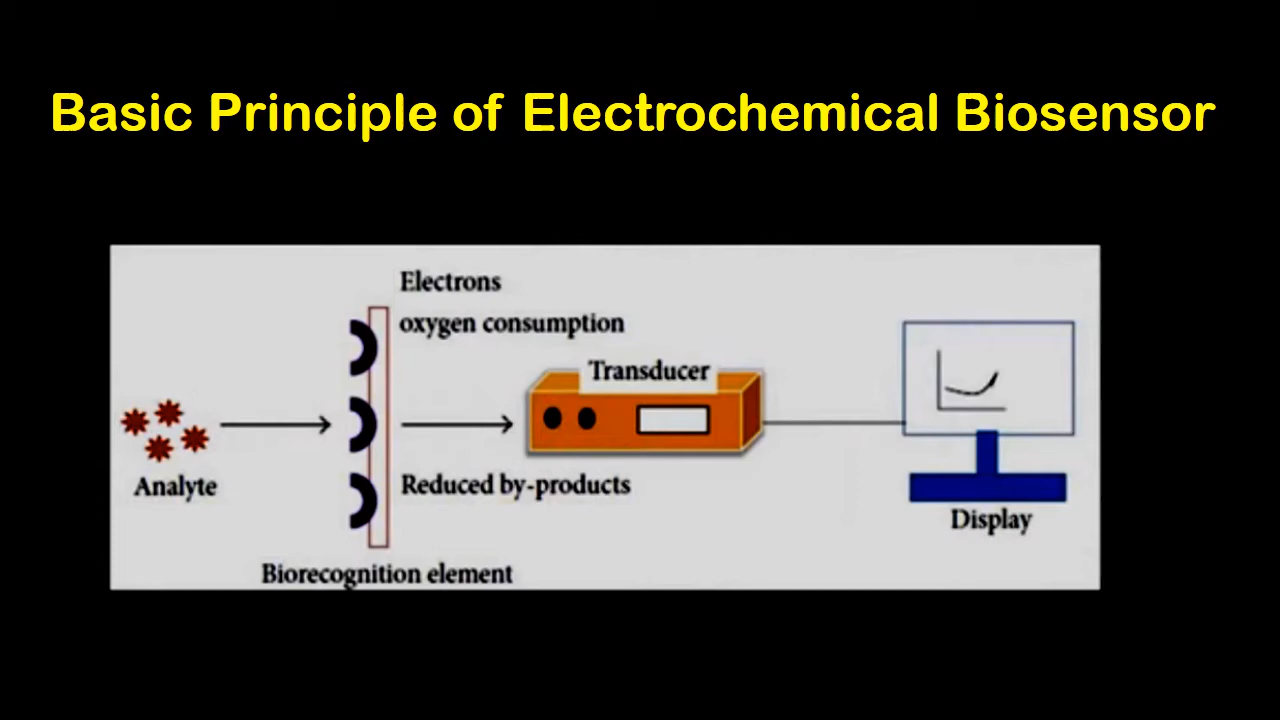 Basic Principle of Electrochemical Biosensor
Electrons
oxygen consumption
Transducer
Analyte
Reduced by-products
Display
Biorecognition element